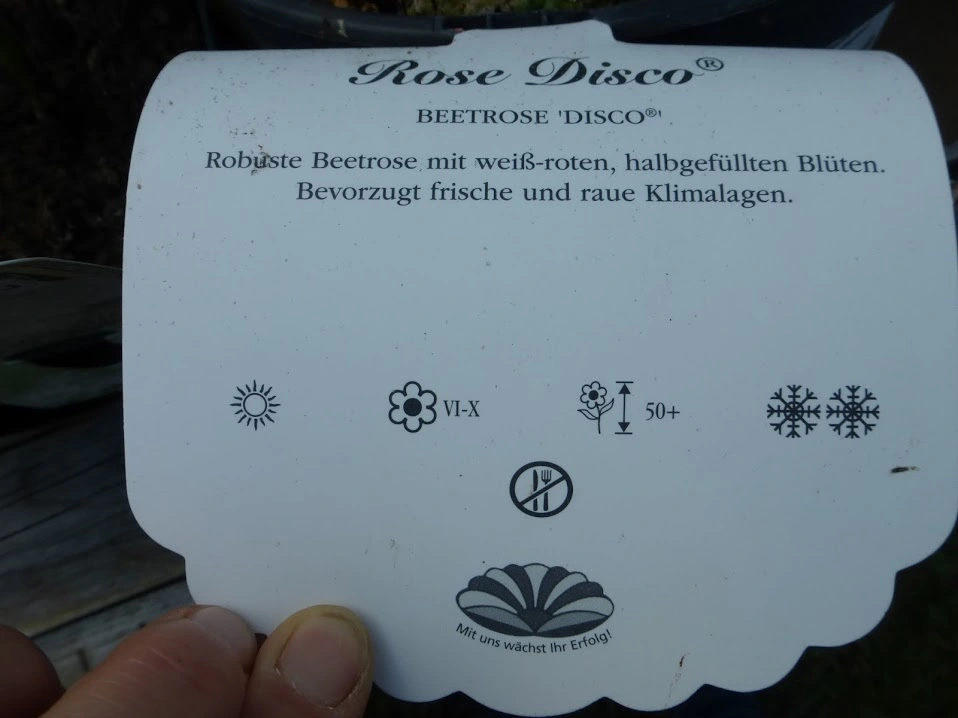 Rose Disco®
BEETROSE 'DISCO®'
Robuste Beetrose mit weiß-roten, halbgefüllten Blüten.
Bevorzugt frische und raue Klimalagen.
VI-X
50+
Mit uns wächst Ihr Erfolg!